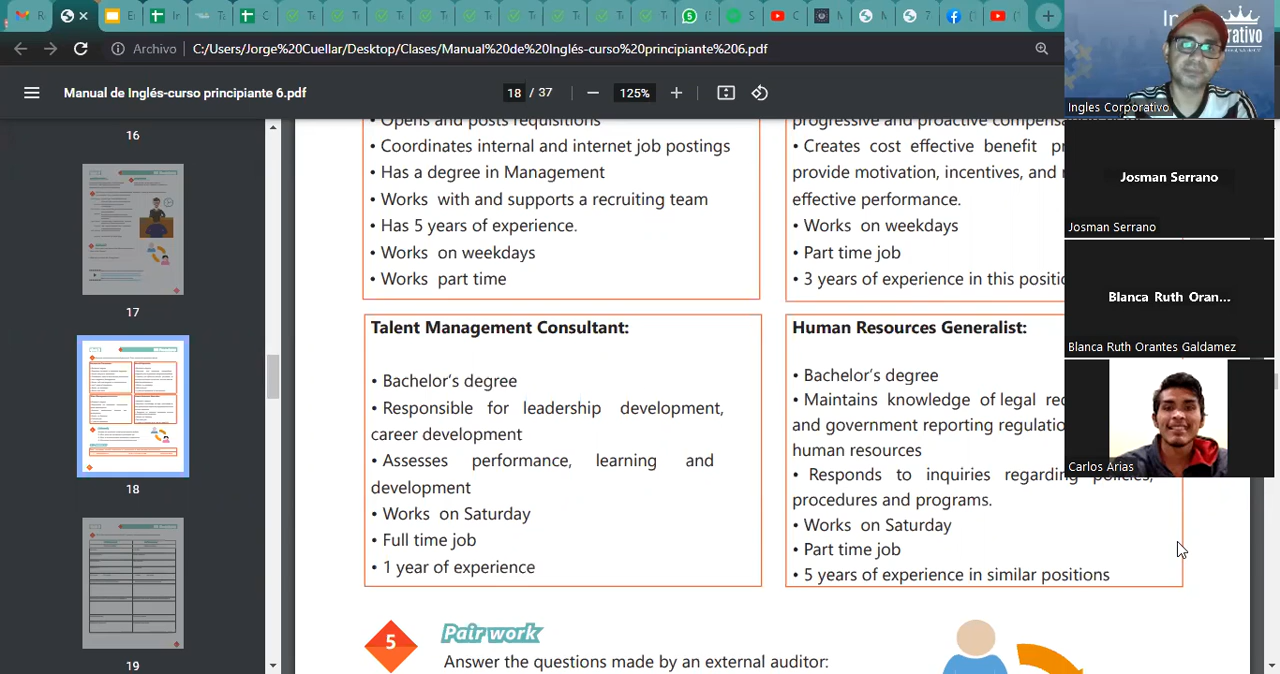 Archivo C:/Users/Jorge%20Cuellar/Desktop/Clases/Manual%20de%20Inglés-curso%20principiante%206.pdf
Manual de Inglés-curso principiante 6.pdf 18 / 37 125%
16
17
18
19
• Opens and posts requisitions
• Coordinates internal and internet job postings
• Has a degree in Management
• Works with and supports a recruiting team
• Has 5 years of experience.
• Works on weekdays
• Works part time
progressive and proactive
• Creates cost effective benefit
provide motivation, incentives, and
effective performance.
• Works on weekdays
• Part time job
• 3 years of experience in this
Talent Management Consultant:
• Bachelor's degree
• Responsible for leadership development,
career development
• Assesses performance, learning and
development
• Works on Saturday
• Full time job
• 1 year of experience
Human Resources Generalist:
• Bachelor's degree
• Maintains knowledge of legal
and government reporting
human resources
• Responds to inquiries regarding policies,
procedures and programs.
• Works on Saturday
• Part time job
• 5 years of experience in similar positions
5
Pair work
Answer the questions made by an external auditor:
Ingles Corporativo
Josman Serrano
Josman Serrano
Blanca Ruth Oran...
Blanca Ruth Orantes Galdamez
Carlos Arias